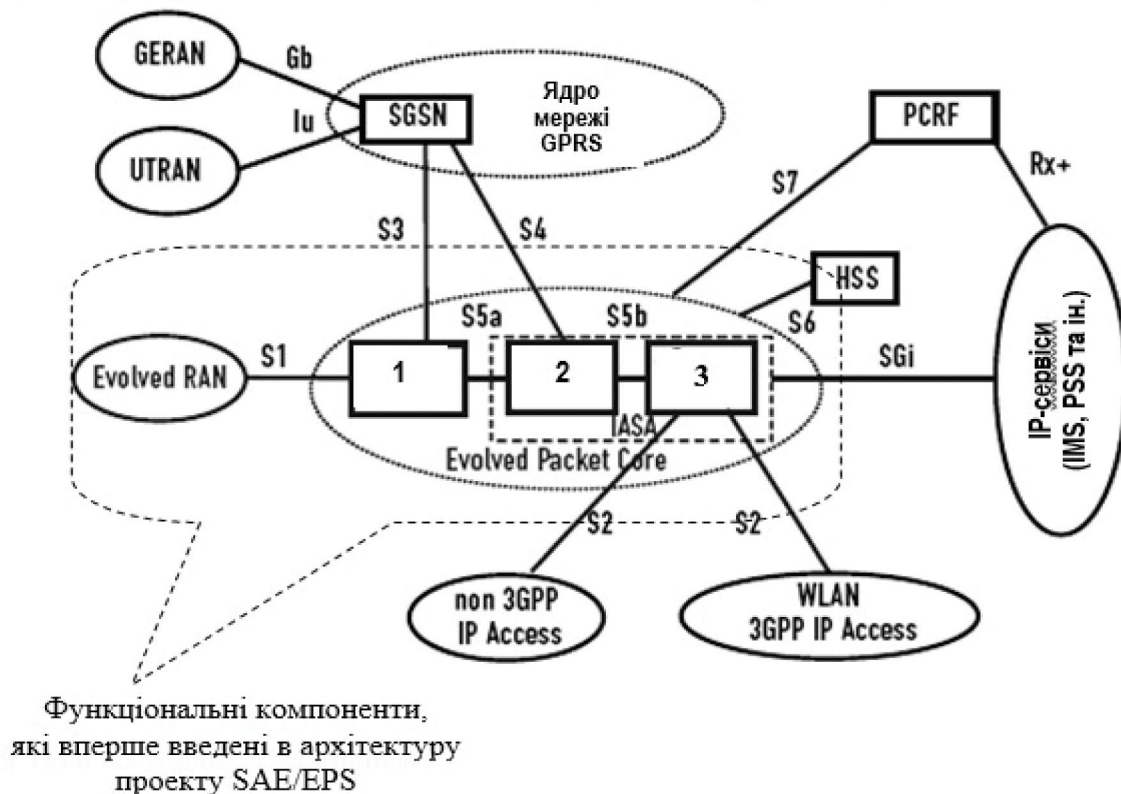 GERAN
Gb
Iu
UTRAN
SGSN
Ядро
мережі
GPRS
PCRF
Rx+
S7
S3
S4
HSS
S6
S5a
S5b
S1
Evolved RAN
1
2
3
IASA
Evolved Packet Core
SGi
IP-сервіси
(IMS, PSS та ін.)
S2
S2
non 3GPP
IP Access
WLAN
3GPP IP Access
Функціональні компоненти,
які вперше введені в архітектуру
проекту SAE/EPS